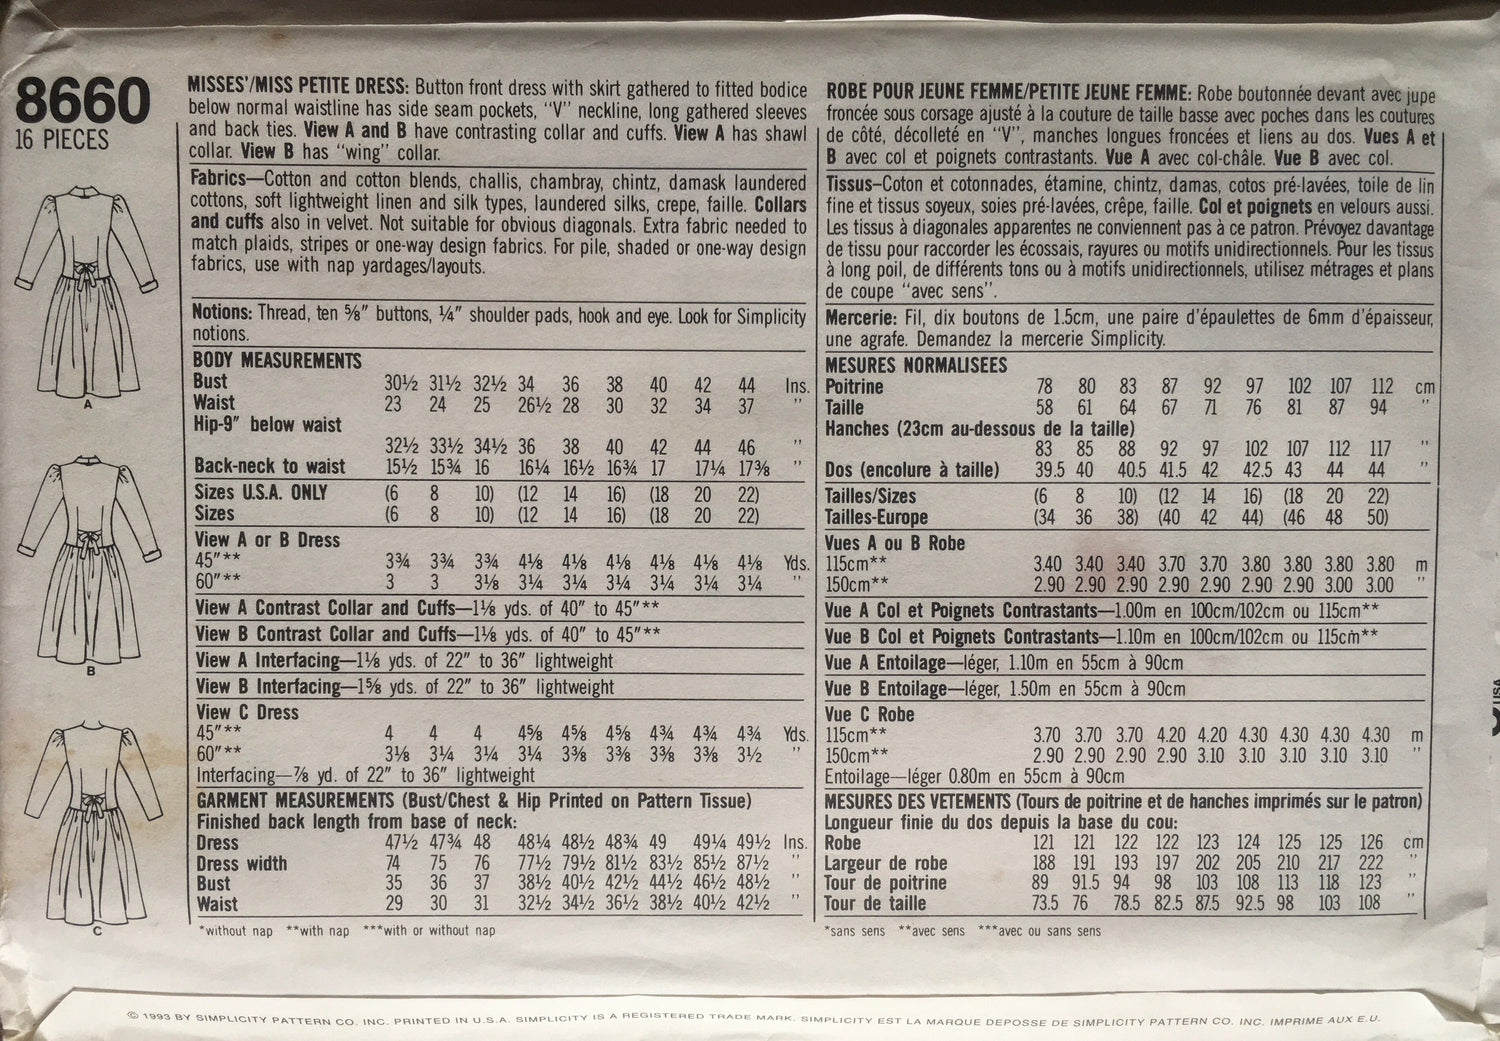 8660
16 PIECES
A
B
C
MISSES'/MISS PETITE DRESS: Button front dress with skirt gathered to fitted bodice
below normal waistline has side seam pockets, "V" neckline, long gathered sleeves
and back ties. View A and B have contrasting collar and cuffs. View A has shawl
collar. View B has "wing" collar.
Fabrics—Cotton and cotton blends, challis, chambray, chintz, damask laundered
cottons, soft lightweight linen and silk types, laundered silks, crepe, faille. Collars
and cuffs also in velvet. Not suitable for obvious diagonals. Extra fabric needed to
match plaids, stripes or one-way design fabrics. For pile, shaded or one-way design
fabrics, use with nap yardages/layouts.
Notions: Thread, ten ⅝" buttons, ¼" shoulder pads, hook and eye. Look for Simplicity
notions.
BODY MEASUREMENTS
Bust 30½ 31½ 32½ 34 36 38 40 42 44 Ins.
Waist 23 24 25 26½ 28 30 32 34 37 "
Hip-9" below waist
32½ 33½ 34½ 36 38 40 42 44 46 "
Back-neck to waist 15½ 15¾ 16 16¼ 16½ 16¾ 17 17¼ 17⅜ "
Sizes U.S.A. ONLY (6 8 10) (12 14 16) (18 20 22)
Sizes (6 8 10) (12 14 16) (18 20 22)
View A or B Dress
45"** 3¾ 3¾ 3¾ 4⅛ 4⅛ 4⅛ 4⅛ 4⅛ 4⅛ Yds.
60"** 3 3 3⅛ 3¼ 3¼ 3¼ 3¼ 3¼ 3¼ "
View A Contrast Collar and Cuffs—1⅛ yds. of 40" to 45"**
View B Contrast Collar and Cuffs—1⅛ yds. of 40" to 45"**
View A Interfacing—1⅛ yds. of 22" to 36" lightweight
View B Interfacing—1⅝ yds. of 22" to 36" lightweight
View C Dress
45"** 4 4 4 4⅝ 4⅝ 4⅝ 4¾ 4¾ 4¾ Yds.
60"** 3⅛ 3¼ 3¼ 3¼ 3⅜ 3⅜ 3⅜ 3⅜ 3½ "
Interfacing—⅞ yd. of 22" to 36" lightweight
GARMENT MEASUREMENTS (Bust/Chest & Hip Printed on Pattern Tissue)
Finished back length from base of neck:
Dress 47½ 47¾ 48 48¼ 48½ 48¾ 49 49¼ 49½ Ins.
Dress width 74 75 76 77½ 79½ 81½ 83½ 85½ 87½ "
Bust 35 36 37 38½ 40½ 42½ 44½ 46½ 48½ "
Waist 29 30 31 32½ 34½ 36½ 38½ 40½ 42½ "
*without nap **with nap ***with or without nap
ROBE POUR JEUNE FEMME/PETITE JEUNE FEMME: Robe boutonnée devant avec jupe
froncée sous corsage ajusté à la couture de taille basse avec poches dans les coutures
de côté, décolleté en "V", manches longues froncées et liens au dos. Vues A et
B avec col et poignets contrastants. Vue A avec col-châle. Vue B avec col.
Tissus–Coton et cotonnades, étamine, chintz, damas, cotos pré-lavées, toile de lin
fine et tissus soyeux, soies pré-lavées, crêpe, faille. Col et poignets en velours aussi.
Les tissus à diagonales apparentes ne conviennent pas à ce patron. Prévoyez davantage
de tissu pour raccorder les écossais, rayures ou motifs unidirectionnels. Pour les tissus
à long poil, de différents tons ou à motifs unidirectionnels, utilisez métrages et plans
de coupe "avec sens".
Mercerie: Fil, dix boutons de 1.5cm, une paire d'épaulettes de 6mm d'épaisseur,
une agrafe. Demandez la mercerie Simplicity.
MESURES NORMALISEES
Poitrine 78 80 83 87 92 97 102 107 112 cm
Taille 58 61 64 67 71 76 81 87 94 "
Hanches (23cm au-dessous de la taille)
83 85 88 92 97 102 107 112 117 "
Dos (encolure à taille) 39.5 40 40.5 41.5 42 42.5 43 44 44 "
Tailles/Sizes (6 8 10) (12 14 16) (18 20 22)
Tailles-Europe (34 36 38) (40 42 44) (46 48 50)
Vues A ou B Robe
115cm** 3.40 3.40 3.40 3.70 3.70 3.80 3.80 3.80 3.80 m
150cm** 2.90 2.90 2.90 2.90 2.90 2.90 2.90 3.00 3.00 "
Vue A Col et Poignets Contrastants—1.00m en 100cm/102cm ou 115cm**
Vue B Col et Poignets Contrastants—1.10m en 100cm/102cm ou 115cm**
Vue A Entoilage—léger, 1.10m en 55cm à 90cm
Vue B Entoilage—léger, 1.50m en 55cm à 90cm
Vue C Robe
115cm** 3.70 3.70 3.70 4.20 4.20 4.30 4.30 4.30 4.30 m
150cm** 2.90 2.90 2.90 2.90 3.10 3.10 3.10 3.10 3.10 "
Entoilage—léger 0.80m en 55cm à 90cm
MESURES DES VETEMENTS (Tours de poitrine et de hanches imprimés sur le patron)
Longueur finie du dos depuis la base du cou:
Robe 121 121 122 122 123 124 125 125 126 cm
Largeur de robe 188 191 193 197 202 205 210 217 222 "
Tour de poitrine 89 91.5 94 98 103 108 113 118 123 "
Tour de taille 73.5 76 78.5 82.5 87.5 92.5 98 103 108 "
*sans sens **avec sens ***avec ou sans sens
USA
© 1993 BY SIMPLICITY PATTERN CO. INC. PRINTED IN U.S.A. SIMPLICITY IS A REGISTERED TRADE MARK. SIMPLICITY EST LA MARQUE DEPOSSE DE SIMPLICITY PATTERN CO. INC. IMPRIME AUX E.U.